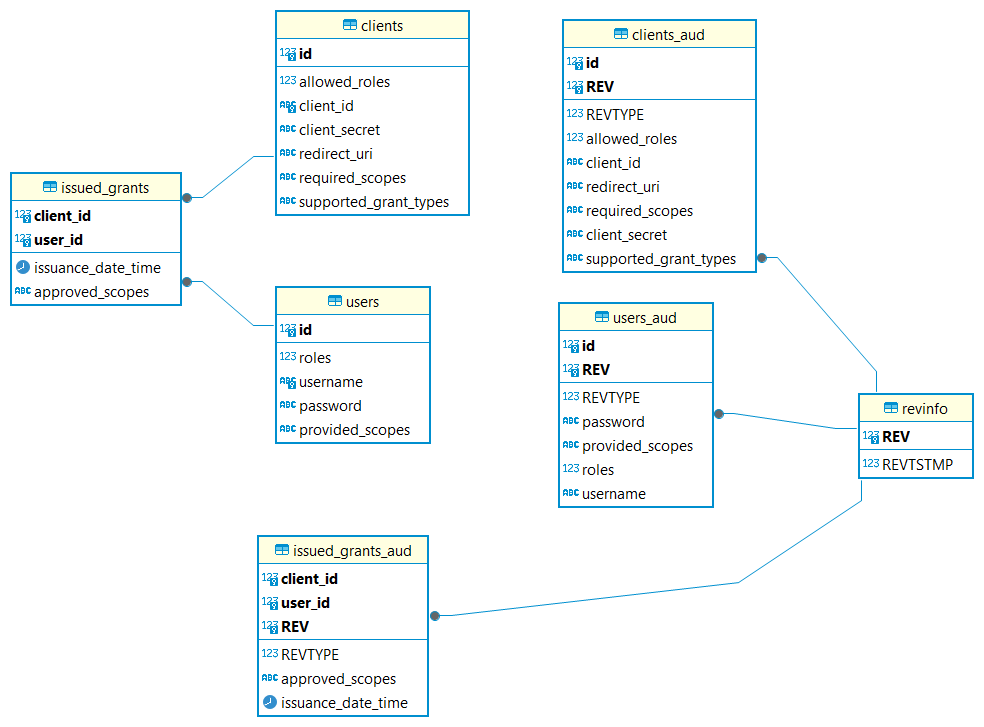 clients
123 id
123 allowed_roles
ABC client_id
ABC client_secret
ABC redirect_uri
ABC required_scopes
ABC supported_grant_types
clients_aud
123 id
123 REV
123 REVTYPE
123 allowed_roles
ABC client_id
ABC redirect_uri
ABC required_scopes
ABC client_secret
ABC supported_grant_types
issued_grants
123 client_id
123 user_id
issuance_date_time
ABC approved_scopes
users
123 id
123 roles
ABC username
ABC password
ABC provided_scopes
users_aud
123 id
123 REV
123 REVTYPE
ABC password
ABC provided_scopes
123 roles
ABC username
revinfo
123 REV
123 REVTSTMP
issued_grants_aud
123 client_id
123 user_id
123 REV
123 REVTYPE
ABC approved_scopes
issuance_date_time